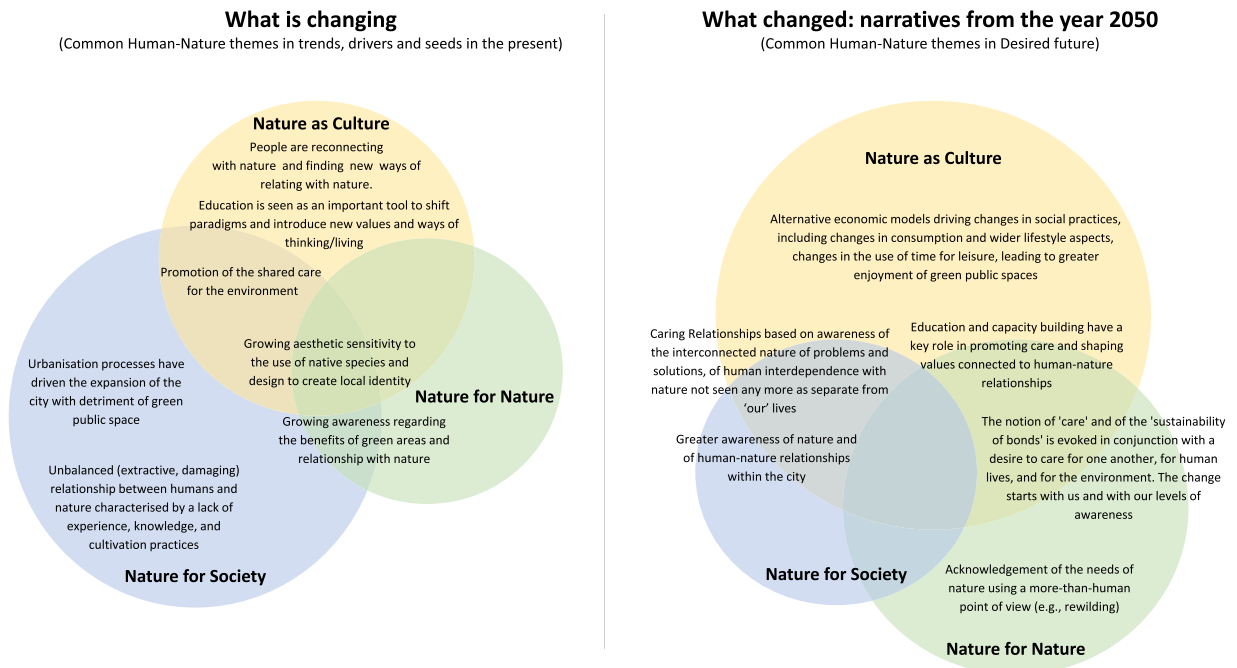 What is changing
(Common Human-Nature themes in trends, drivers and seeds in the present)
Nature as Culture
People are reconnecting
with nature and finding new ways of
relating with nature.
Education is seen as an important tool to shift
paradigms and introduce new values and ways of
thinking/living
Promotion of the shared care
for the environment
Growing aesthetic sensitivity to
the use of native species and
design to create local identity
Urbanisation processes have
driven the expansion of the
city with detriment of green
public space
Nature for Nature
Growing awareness regarding
the benefits of green areas and
relationship with nature
Unbalanced (extractive, damaging)
relationship between humans and
nature characterised by a lack of
experience, knowledge, and
cultivation practices
Nature for Society
What changed: narratives from the year 2050
(Common Human-Nature themes in Desired future)
Nature as Culture
Alternative economic models driving changes in social practices,
including changes in consumption and wider lifestyle aspects,
changes in the use of time for leisure, leading to greater
enjoyment of green public spaces
Caring Relationships based on awareness of
the interconnected nature of problems and
solutions, of human interdependence with
nature not seen any more as separate from
‘our’ lives
Education and capacity building have a
key role in promoting care and shaping
values connected to human-nature
relationships
Greater awareness of nature and
of human-nature relationships
within the city
The notion of 'care' and of the 'sustainability
of bonds' is evoked in conjunction with a
desire to care for one another, for human
lives, and for the environment. The change
starts with us and with our levels of
awareness
Nature for Society
Acknowledgement of the needs of
nature using a more-than-human
point of view (e.g., rewilding)
Nature for Nature